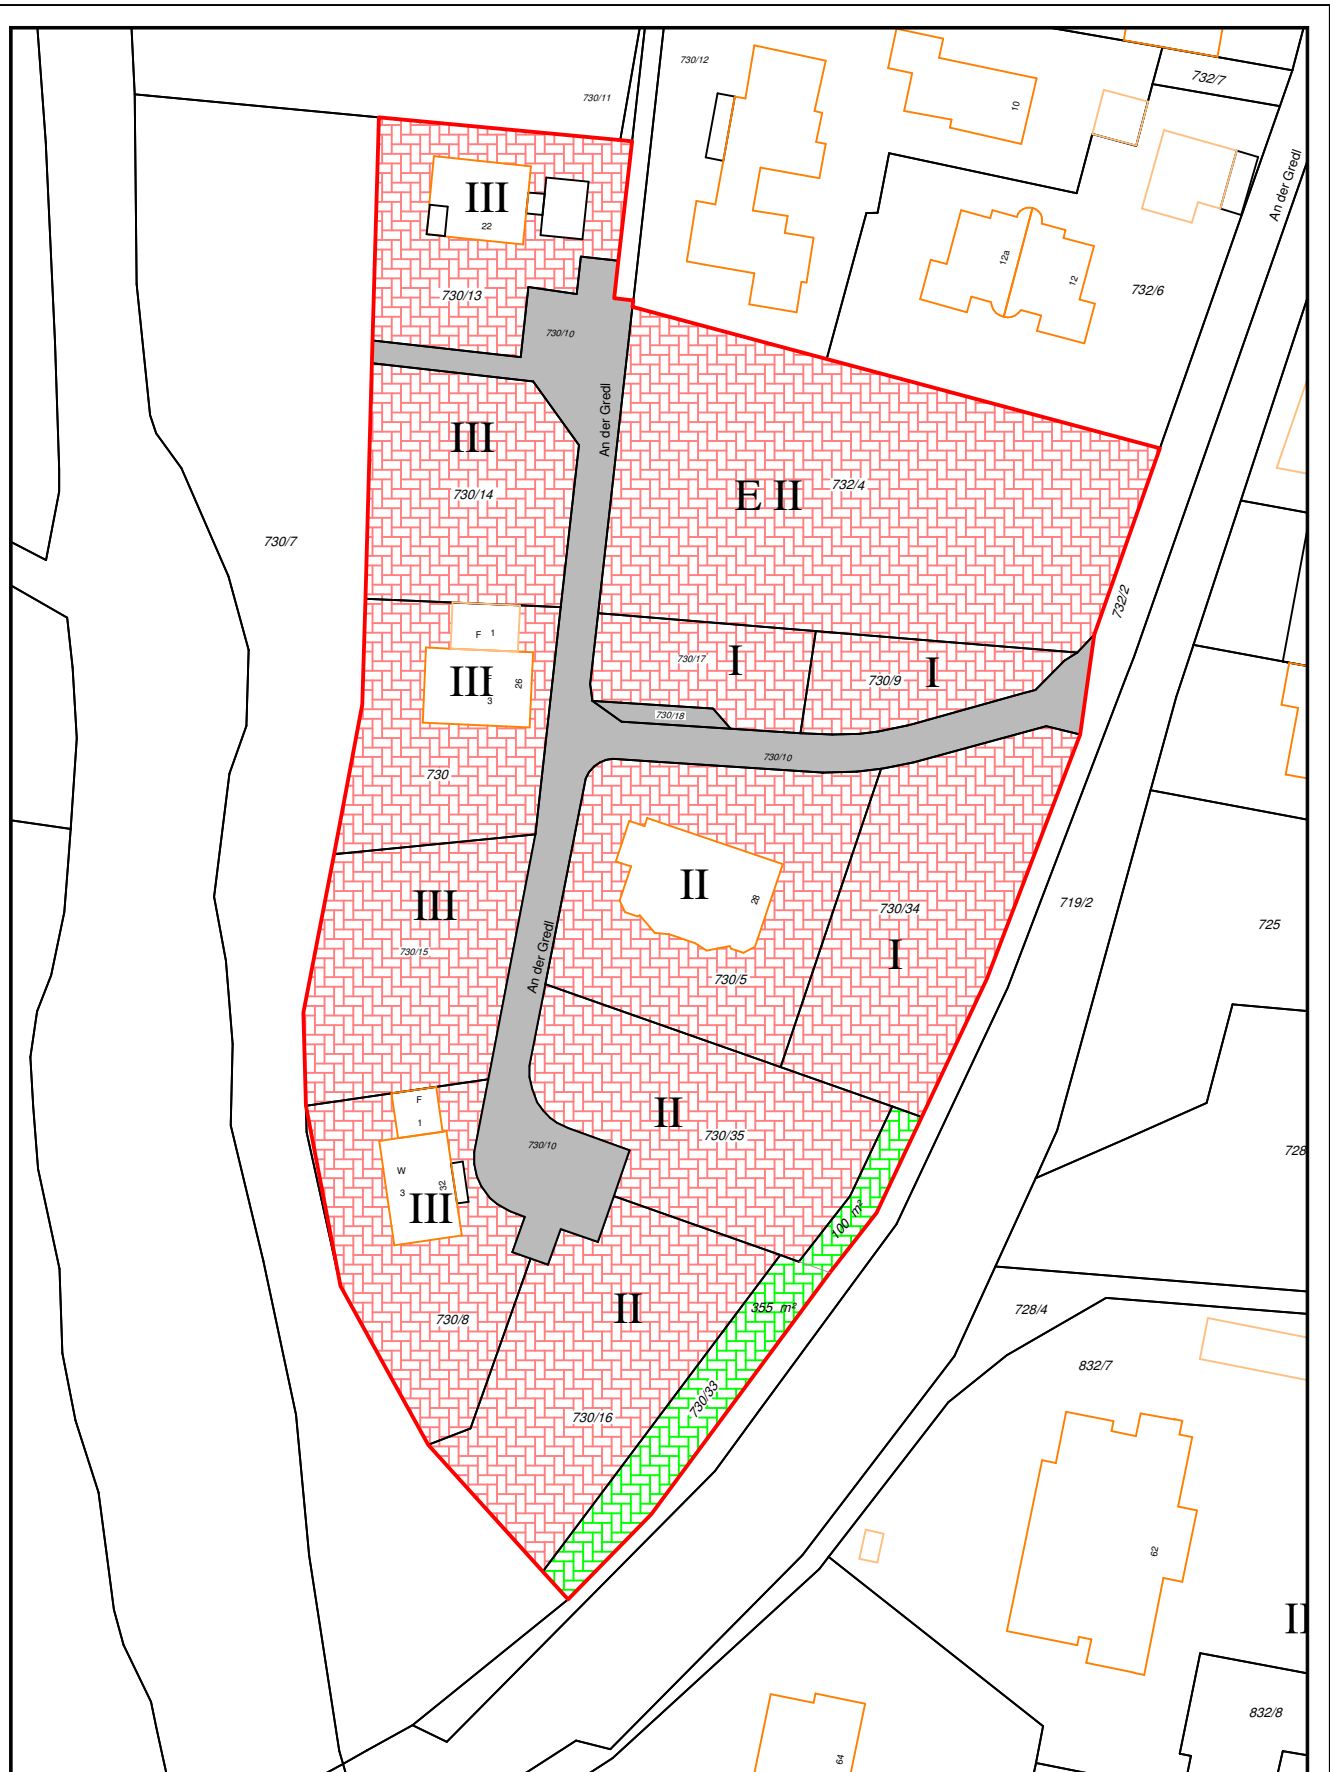 730/12
732/7
730/11
10
An der Gredl
III
22
12a
12
732/6
730/13
730/10
An der Gredl
III
730/14
E II
732/4
730/7
732/2
F 1
III
F
3
26
730/17
I
730/9
I
730/18
730/10
730
II
28
III
730/15
730/34
719/2
725
An der Gredl
I
730/5
F
1
II
730/35
730/10
728
W
3
32
III
100 m²
355 m²
II
728/4
730/8
832/7
730/33
730/16
62
II
832/8
64